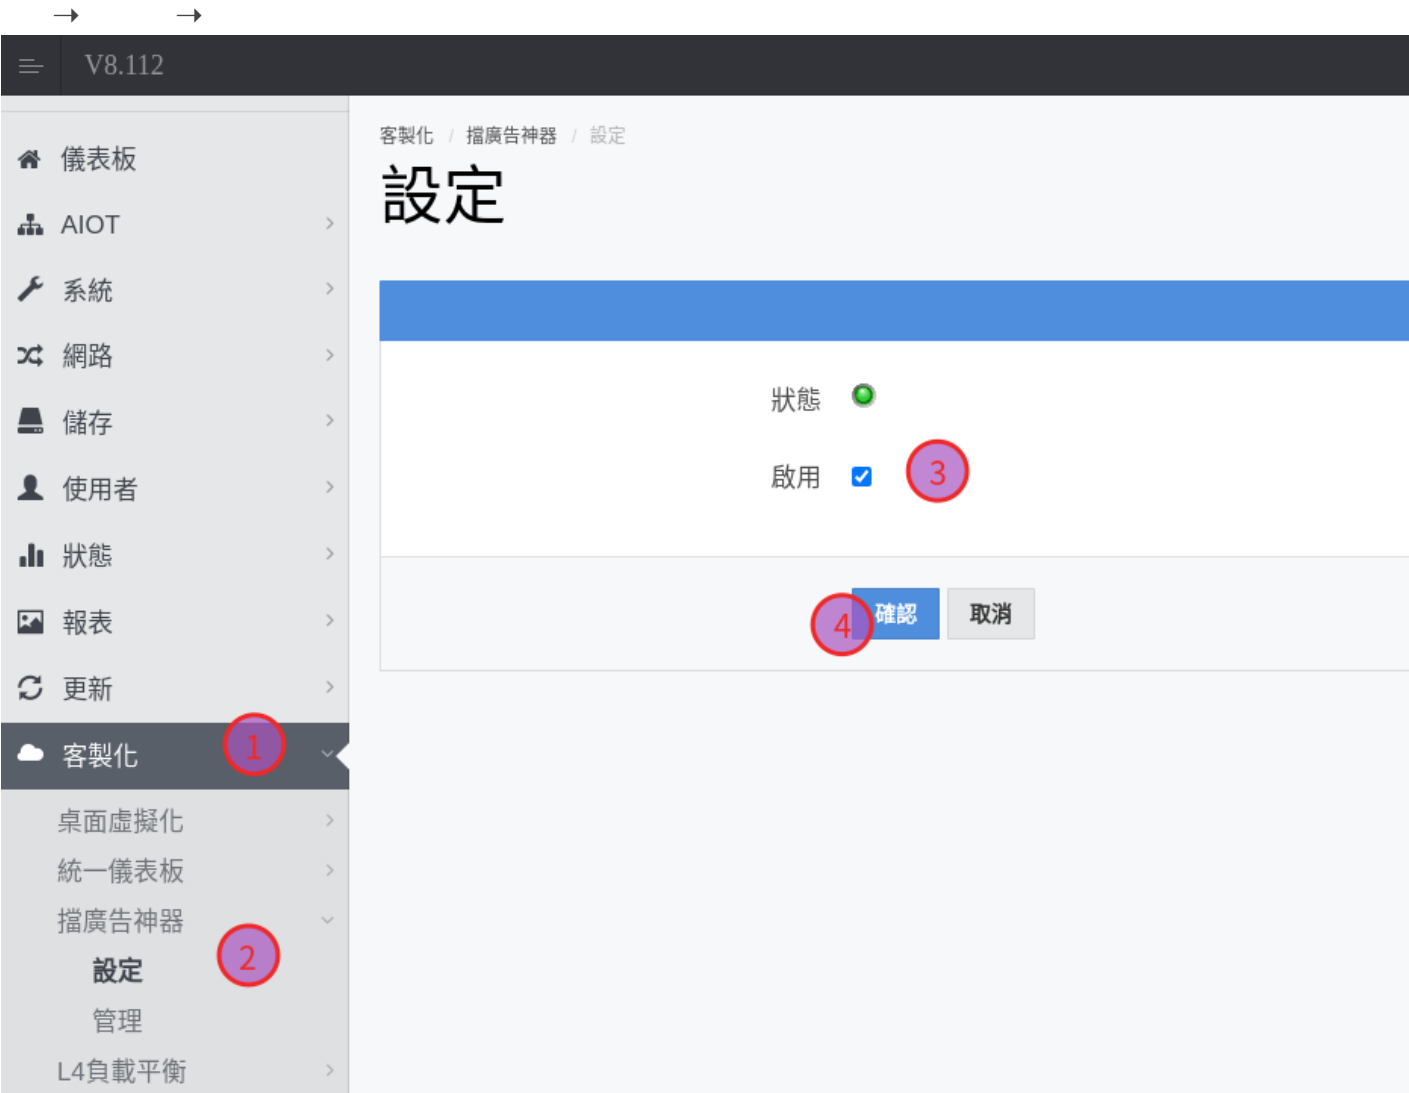 → →
V8.112
客製化 / 擋廣告神器 / 設定
設定
儀表板
AIOT
系統
網路
儲存
使用者
狀態
報表
更新
客製化 1
桌面虛擬化
統一儀表板
擋廣告神器
設定 2
管理
L4負載平衡
狀態
啟用 3
4 確認 取消